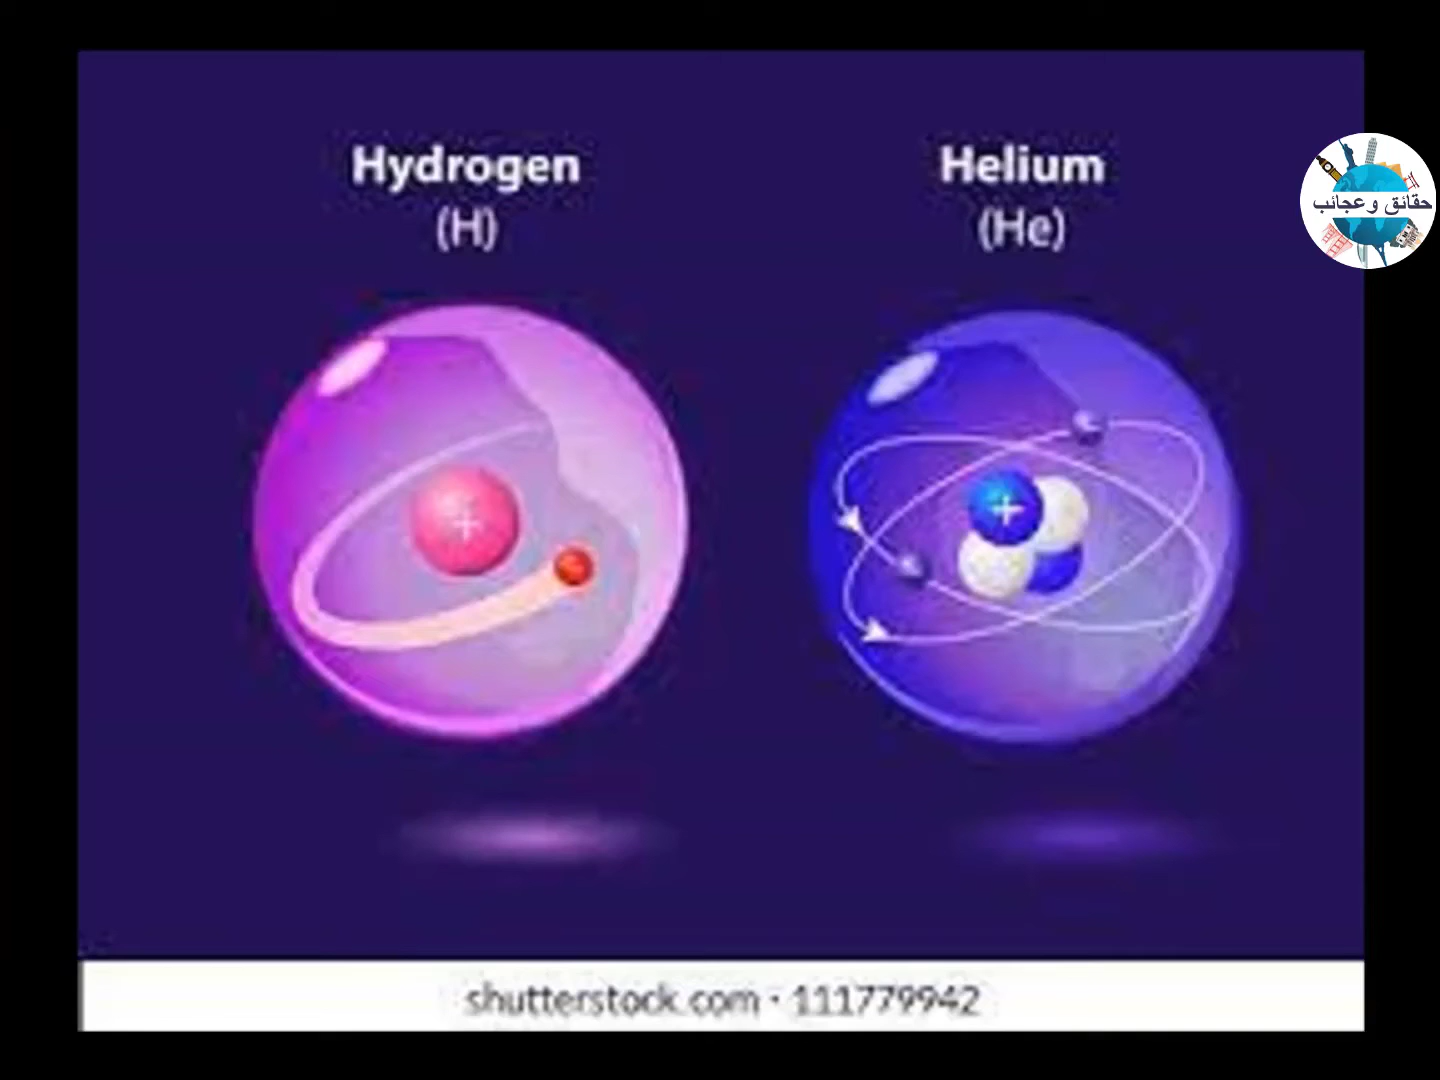 Hydrogen
(H)
Helium
(He)
حقائق وعجائب
+
+
shutterstock.com · 111779942